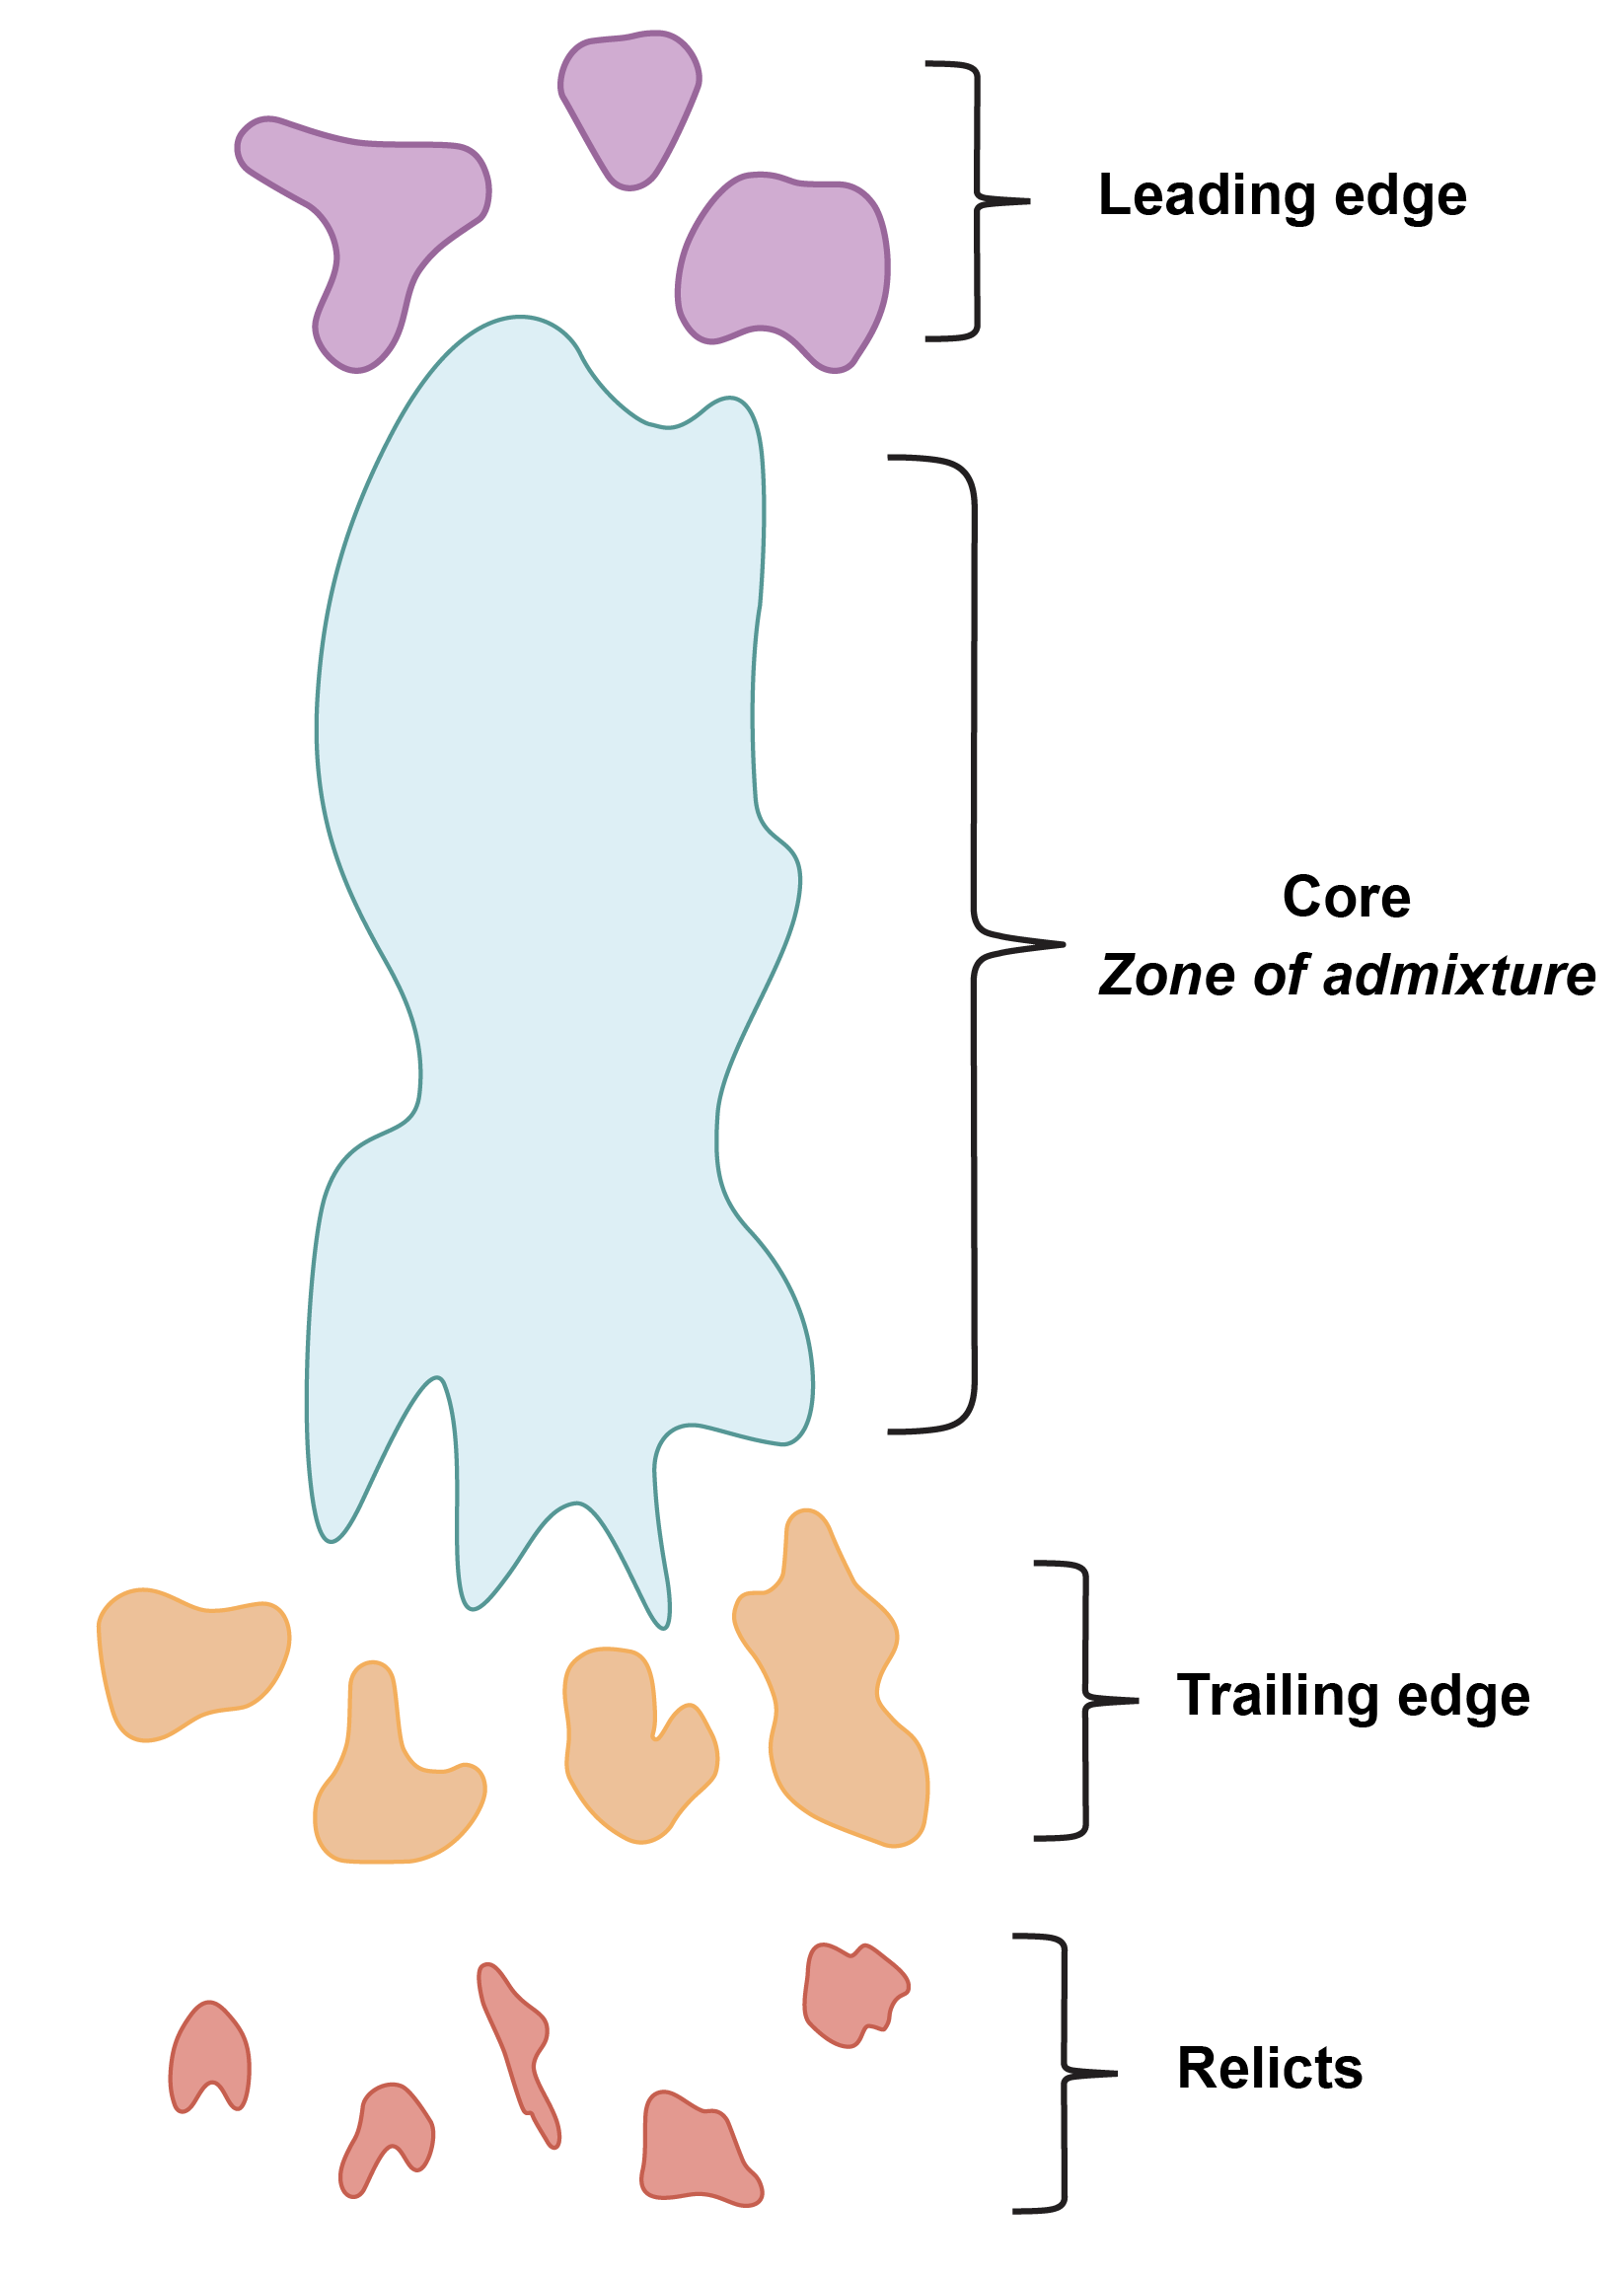 Leading edge
Core
Zone of admixture
Trailing edge
Relicts